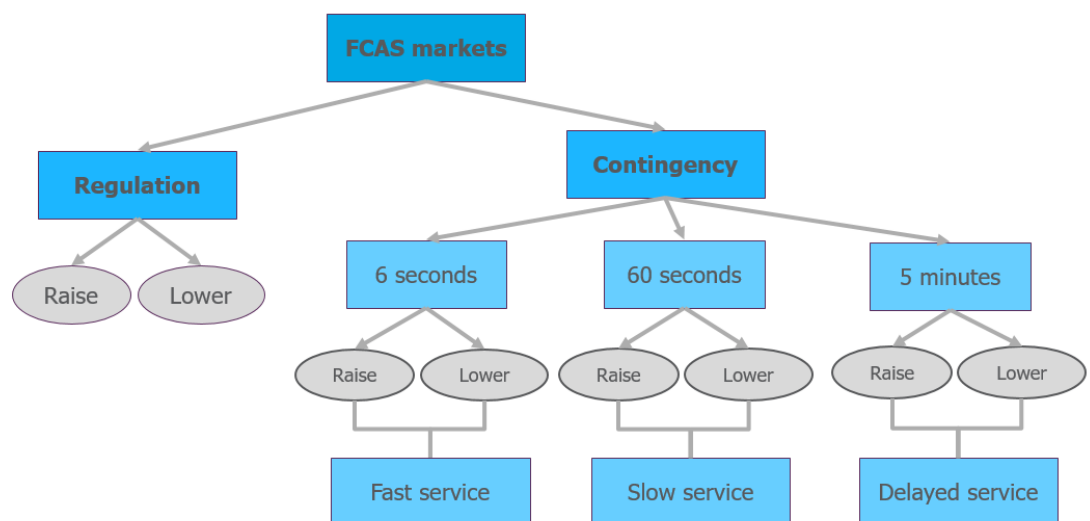 FCAS markets
Regulation
Contingency
6 seconds
60 seconds
5 minutes
Raise
Lower
Raise
Lower
Raise
Lower
Raise
Lower
Fast service
Slow service
Delayed service